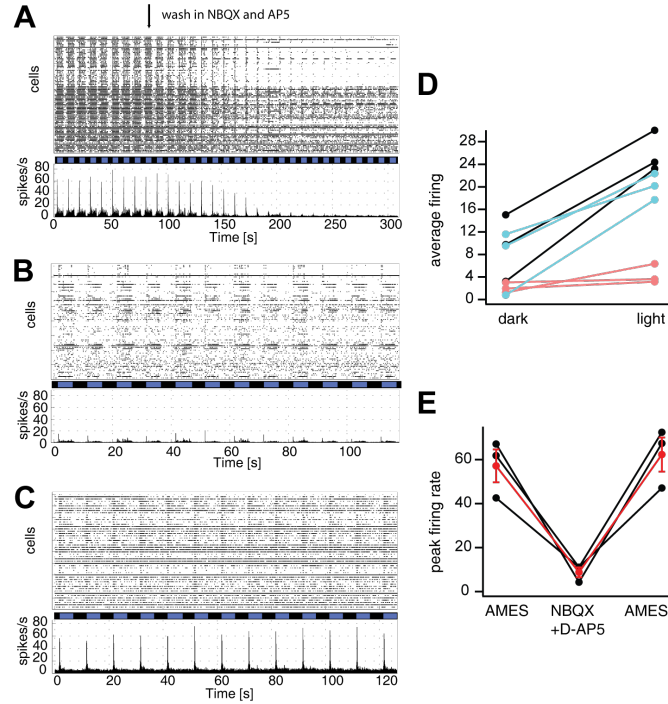 A
wash in NBQX and AP5
cells
spikes/s
80
60
40
20
0
0 50 100 150 200 250 300
Time [s]
B
cells
spikes/s
80
60
40
20
0
0 20 40 60 80 100
Time [s]
C
cells
spikes/s
80
60
40
20
0
0 20 40 60 80 100 120
Time [s]
D
average firing
28
24
20
16
12
8
4
0
dark light
E
peak firing rate
60
40
20
0
AMES NBQX AMES
+D-AP5